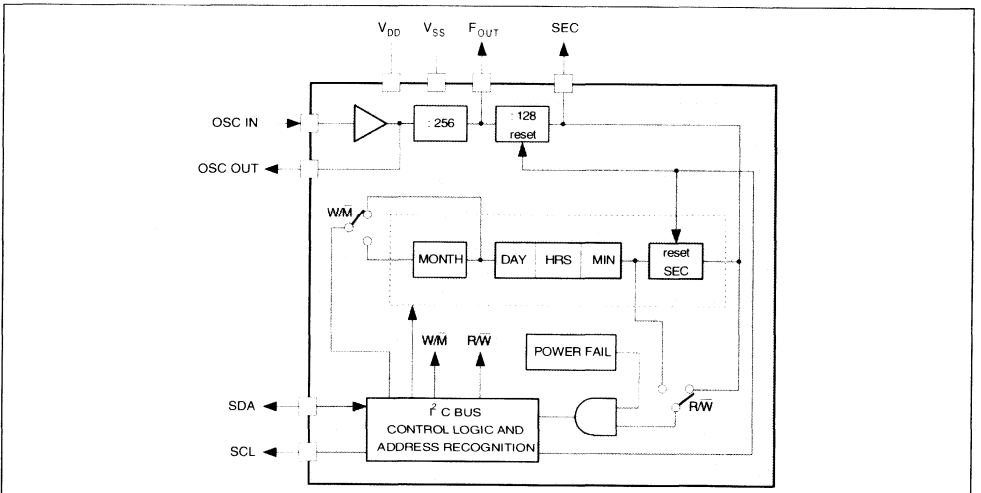 V_DD V_SS F_OUT SEC
OSC IN
: 256
: 128
reset
OSC OUT
W/M̅
MONTH
DAY HRS MIN
reset
SEC
W/M̅ R/W̅
POWER FAIL
R/W̅
SDA
SCL
I² C BUS
CONTROL LOGIC AND
ADDRESS RECOGNITION